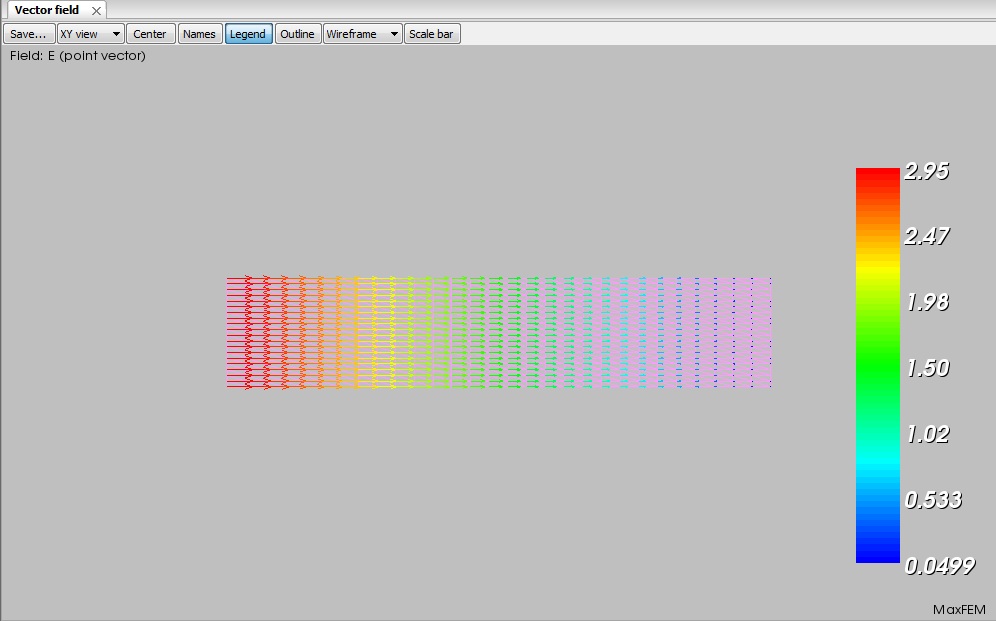 Vector field
Save... XY view Center Names Legend Outline Wireframe Scale bar
Field: E (point vector)
2.95
2.47
1.98
1.50
1.02
0.533
0.0499
MaxFEM